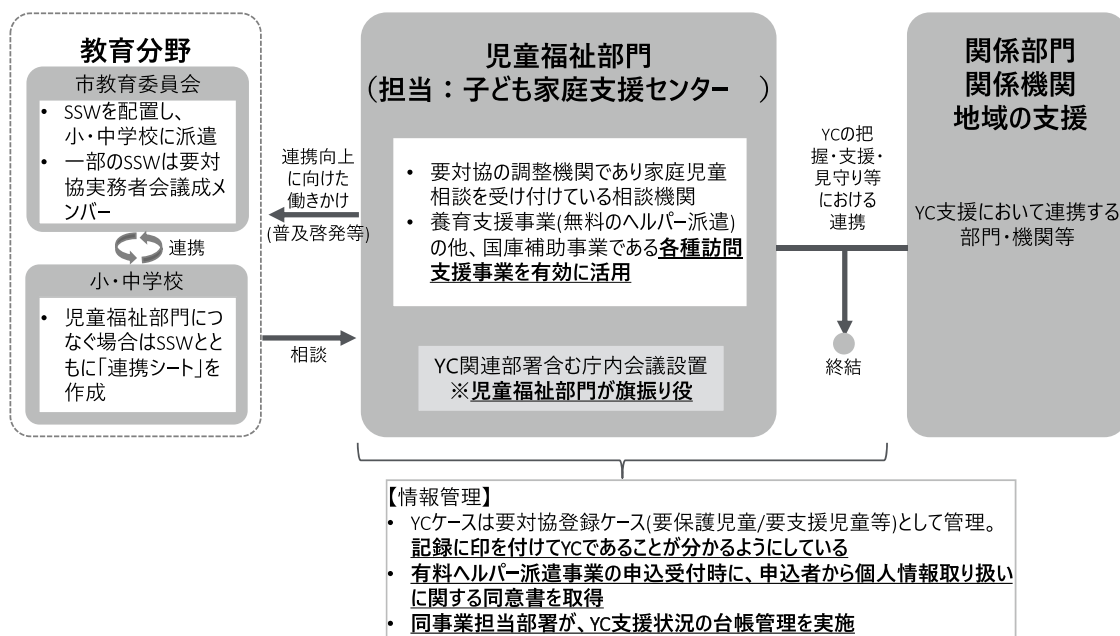 教育分野
市教育委員会
• SSWを配置し、
小・中学校に派遣
• 一部のSSWは要対
協実務者会議成メ
ンバー
連携
小・中学校
• 児童福祉部門につ
なぐ場合はSSWとと
もに「連携シート」を
作成
連携向上
に向けた
働きかけ
(普及啓発等)
相談
児童福祉部門
(担当：子ども家庭支援センター )
• 要対協の調整機関であり家庭児童
相談を受け付けている相談機関
• 養育支援事業(無料のヘルパー派遣)
の他、国庫補助事業である各種訪問
支援事業を有効に活用
YC関連部署含む庁内会議設置
※児童福祉部門が旗振り役
YCの把
握・支援・
見守り等
における
連携
終結
関係部門
関係機関
地域の支援
YC支援において連携する
部門・機関等
【情報管理】
• YCケースは要対協登録ケース(要保護児童/要支援児童等)として管理。
記録に印を付けてYCであることが分かるようにしている
• 有料ヘルパー派遣事業の申込受付時に、申込者から個人情報取り扱い
に関する同意書を取得
• 同事業担当部署が、YC支援状況の台帳管理を実施